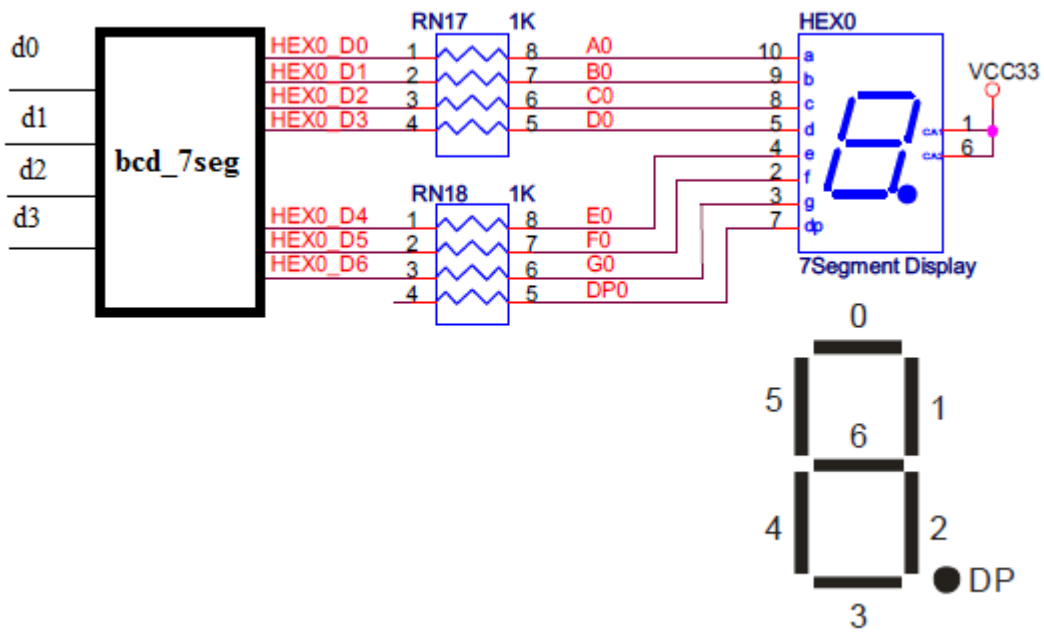 RN17 1K HEX0
d0 HEX0_D0 1 8 A0 10 a
HEX0_D1 2 7 B0 9 b VCC33
d1 HEX0_D2 3 6 C0 8 c
HEX0_D3 4 5 D0 5 d CA1 1
d2 bcd_7seg 4 e CA2 6
RN18 1K 2 f
d3 3 g
HEX0_D4 1 8 E0 7 dp
HEX0_D5 2 7 F0
HEX0_D6 3 6 G0 7Segment Display
4 5 DP0
0
5 1
6
4 2
DP
3